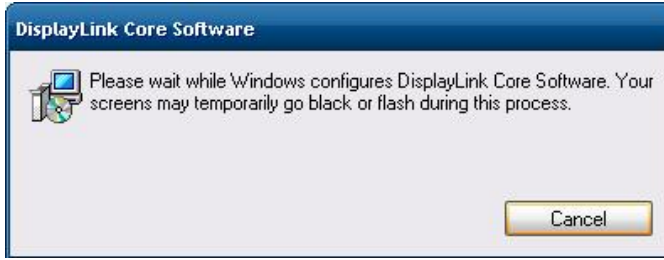 DisplayLink Core Software
Please wait while Windows configures DisplayLink Core Software. Your
screens may temporarily go black or flash during this process.
Cancel